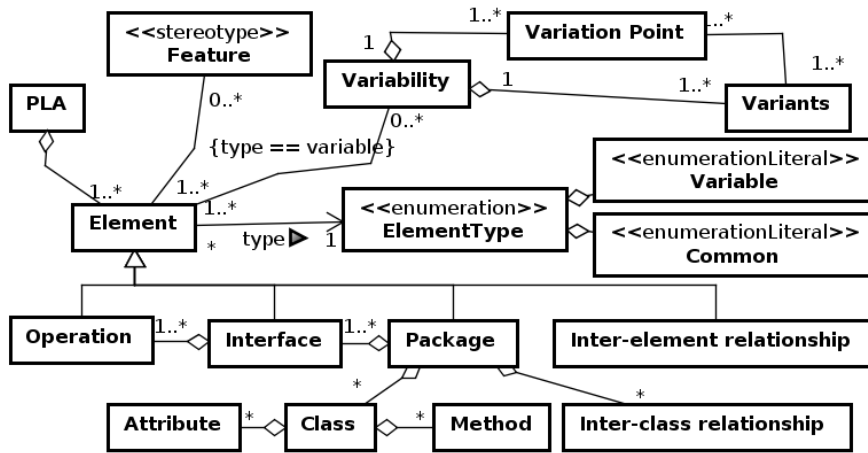 <<stereotype>>
Feature
PLA
Variability
Variation Point
Variants
1
1..*
1..*
1..*
1
1..*
0..*
0..*
{type == variable}
1..*
1..*
1..*
Element
*
type
1
<<enumeration>>
ElementType
<<enumerationLiteral>>
Variable
<<enumerationLiteral>>
Common
Operation
1..*
Interface
1..*
Package
Inter-element relationship
*
*
Attribute
*
Class
*
Method
Inter-class relationship